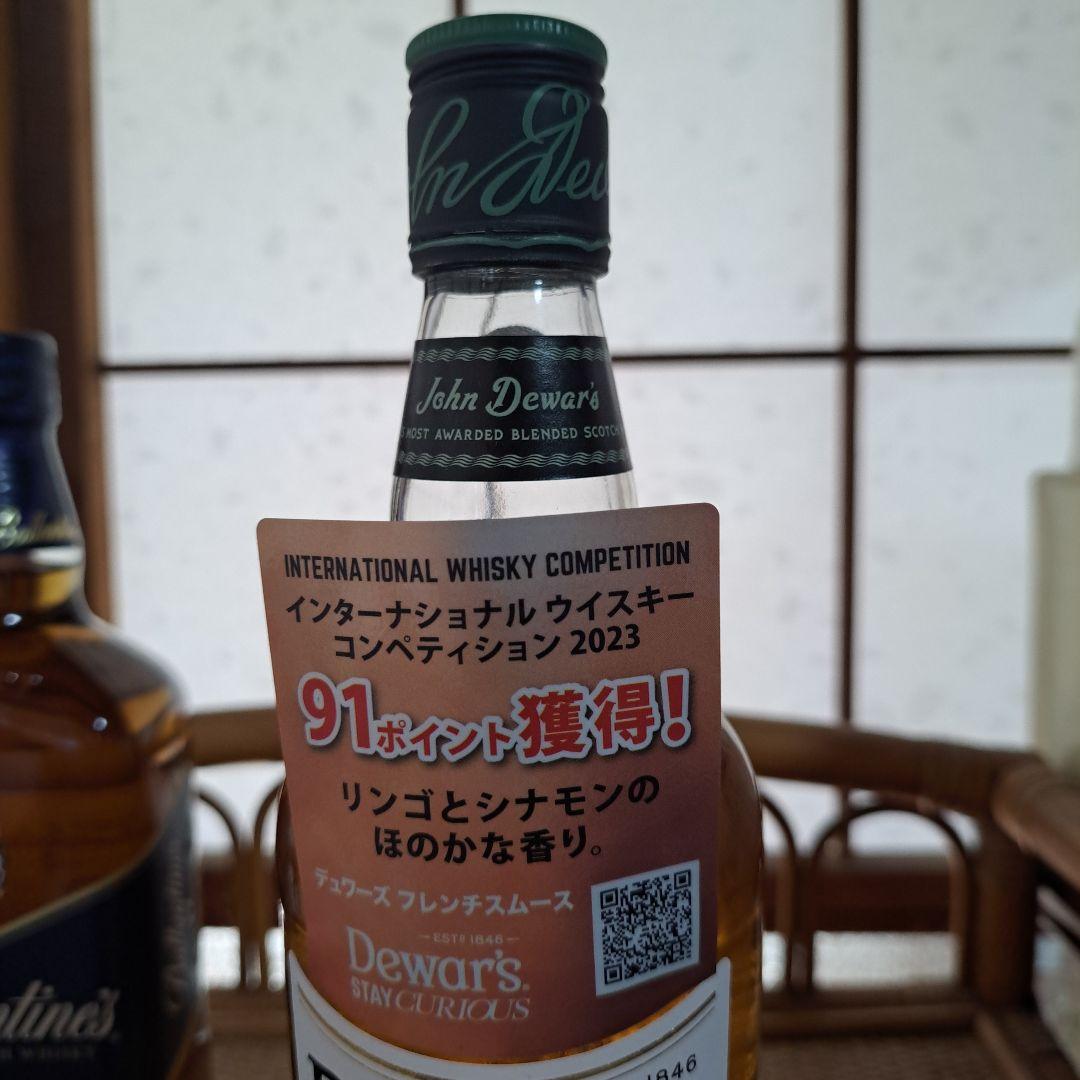 John Dewar's
MOST AWARDED BLENDED SCOTCH
INTERNATIONAL WHISKY COMPETITION
インターナショナル ウイスキー
コンペティション 2023
91ポイント獲得!
リンゴとシナモンの
ほのかな香り。
デュワーズ フレンチスムース
ESTD 1846
Dewar's.
STAY CURIOUS
1846